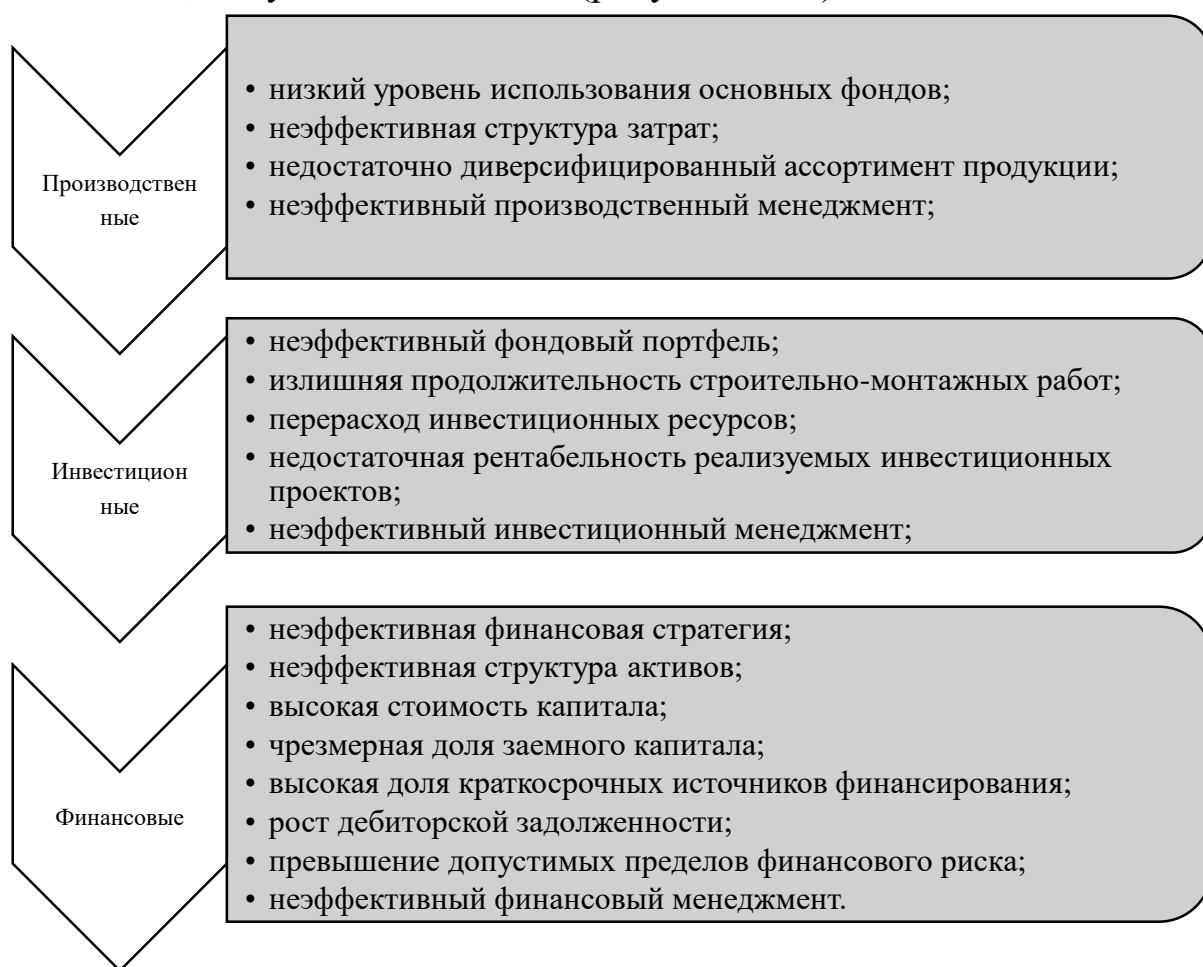 Производствен
ные
• низкий уровень использования основных фондов;
• неэффективная структура затрат;
• недостаточно диверсифицированный ассортимент продукции;
• неэффективный производственный менеджмент;
Инвестицион
ные
• неэффективный фондовый портфель;
• излишняя продолжительность строительно-монтажных работ;
• перерасход инвестиционных ресурсов;
• недостаточная рентабельность реализуемых инвестиционных
проектов;
• неэффективный инвестиционный менеджмент;
Финансовые
• неэффективная финансовая стратегия;
• неэффективная структура активов;
• высокая стоимость капитала;
• чрезмерная доля заемного капитала;
• высокая доля краткосрочных источников финансирования;
• рост дебиторской задолженности;
• превышение допустимых пределов финансового риска;
• неэффективный финансовый менеджмент.